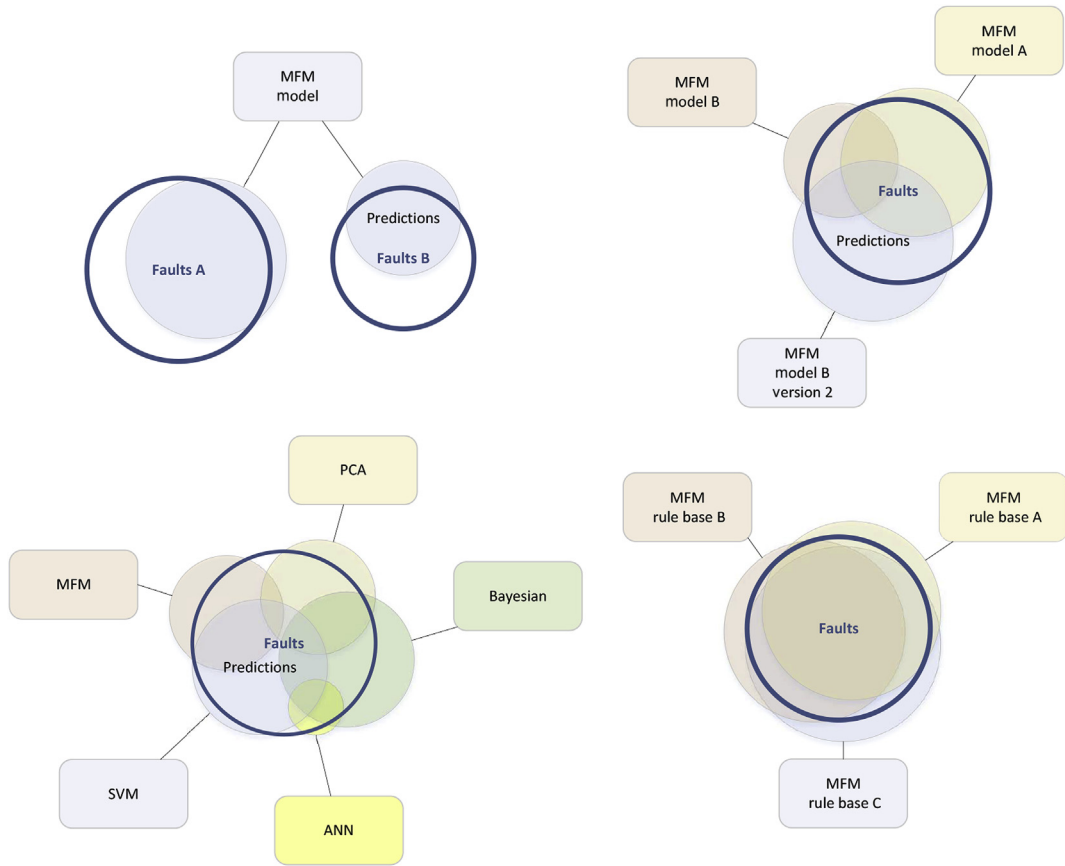 MFM
model
Predictions
Faults A
Faults B
MFM
model A
MFM
model B
Faults
Predictions
MFM
model B
version 2
PCA
MFM
Bayesian
Faults
Predictions
SVM
ANN
MFM
rule base B
MFM
rule base A
Faults
MFM
rule base C